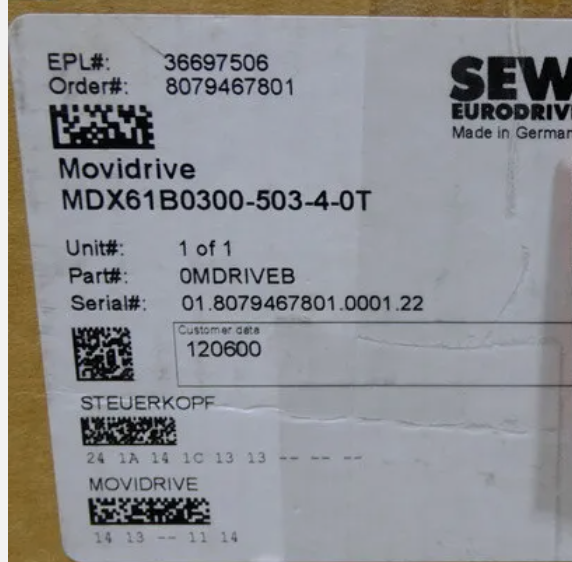 EPL#: 36697506
Order#: 8079467801
SEW
EURODRIVE
Made in German
Movidrive
MDX61B0300-503-4-0T
Unit#: 1 of 1
Part#: 0MDRIVEB
Serial#: 01.8079467801.0001.22
Customer data
120600
STEUERKOPF
24 1A 14 1C 13 13 -- -- --
MOVIDRIVE
14 13 -- 11 14